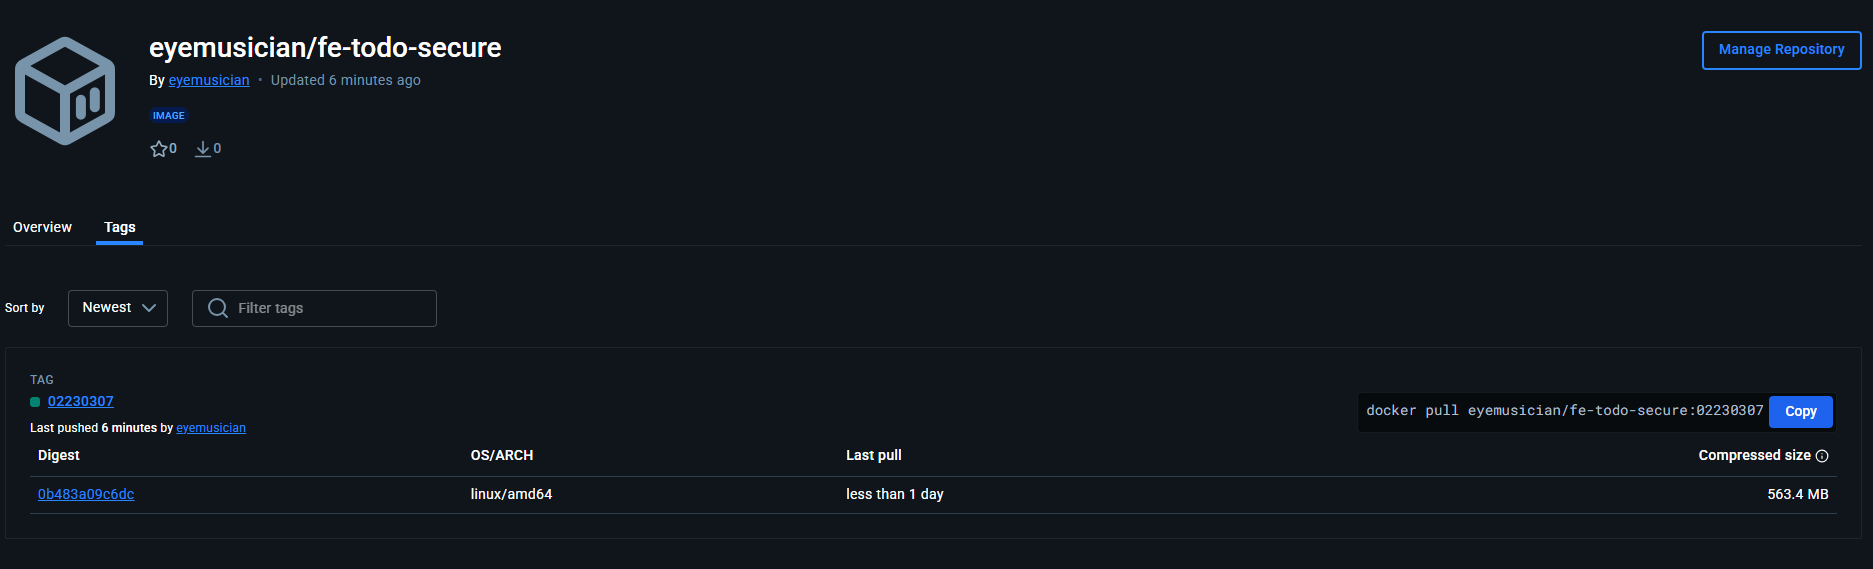 eyemusician/fe-todo-secure
Manage Repository
By eyemusician • Updated 6 minutes ago
IMAGE
0 0
Overview Tags
Sort by Newest Filter tags
TAG
02230307
docker pull eyemusician/fe-todo-secure:02230307 Copy
Last pushed 6 minutes by eyemusician
Digest OS/ARCH Last pull Compressed size
0b483a09c6dc linux/amd64 less than 1 day 563.4 MB